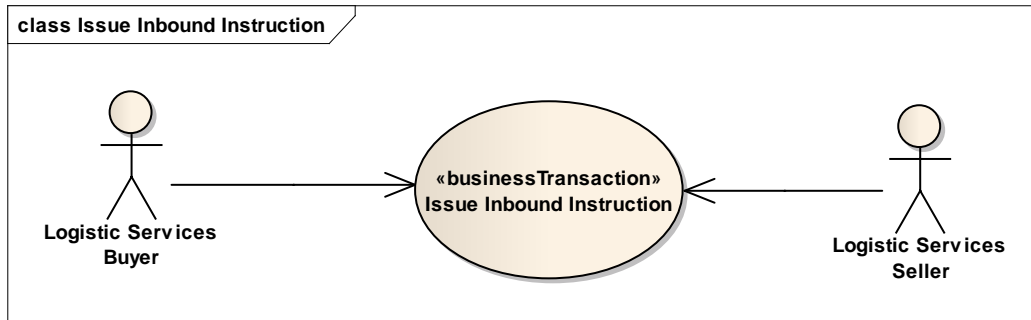 class Issue Inbound Instruction
«businessTransaction»
Issue Inbound Instruction
Logistic Services
Buyer
Logistic Services
Seller